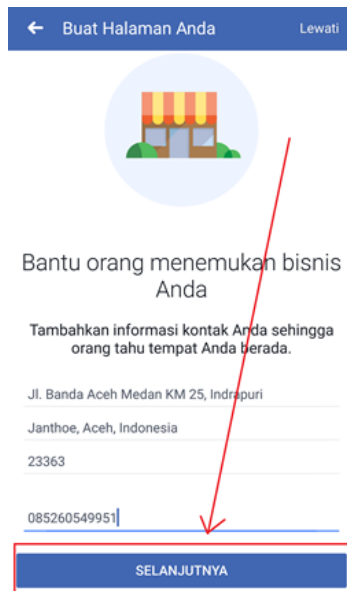 Buat Halaman Anda
Lewati
Bantu orang menemukan bisnis
Anda
Tambahkan informasi kontak Anda sehingga
orang tahu tempat Anda berada.
Jl. Banda Aceh Medan KM 25, Indrapuri
Janthoe, Aceh, Indonesia
23363
085260549951
SELANJUTNYA